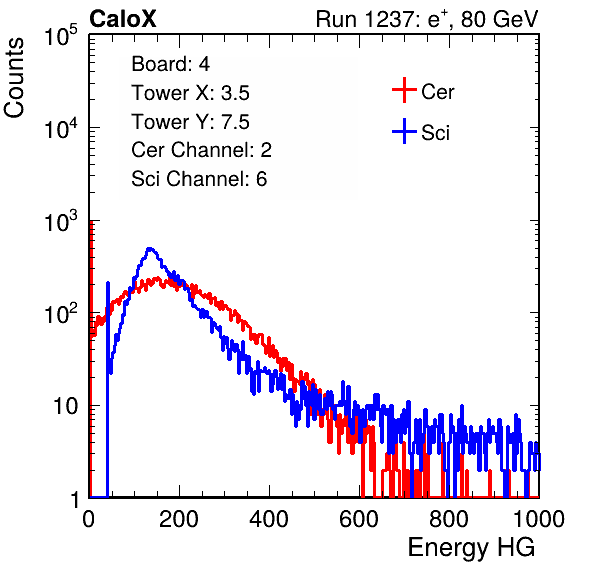 CaloX Run 1237: e⁺, 80 GeV
Counts
10⁵
10⁴
10³
10²
10
1
Board: 4
Tower X: 3.5
Tower Y: 7.5
Cer Channel: 2
Sci Channel: 6
Cer
Sci
0 200 400 600 800 1000
Energy HG